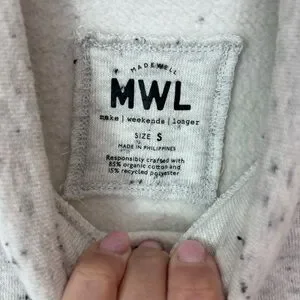 MADEWELL
MWL
make | weekends | longer
SIZE S
MADE IN PHILIPPINES
Responsibly crafted with
85% organic cotton and
15% recycled polyester